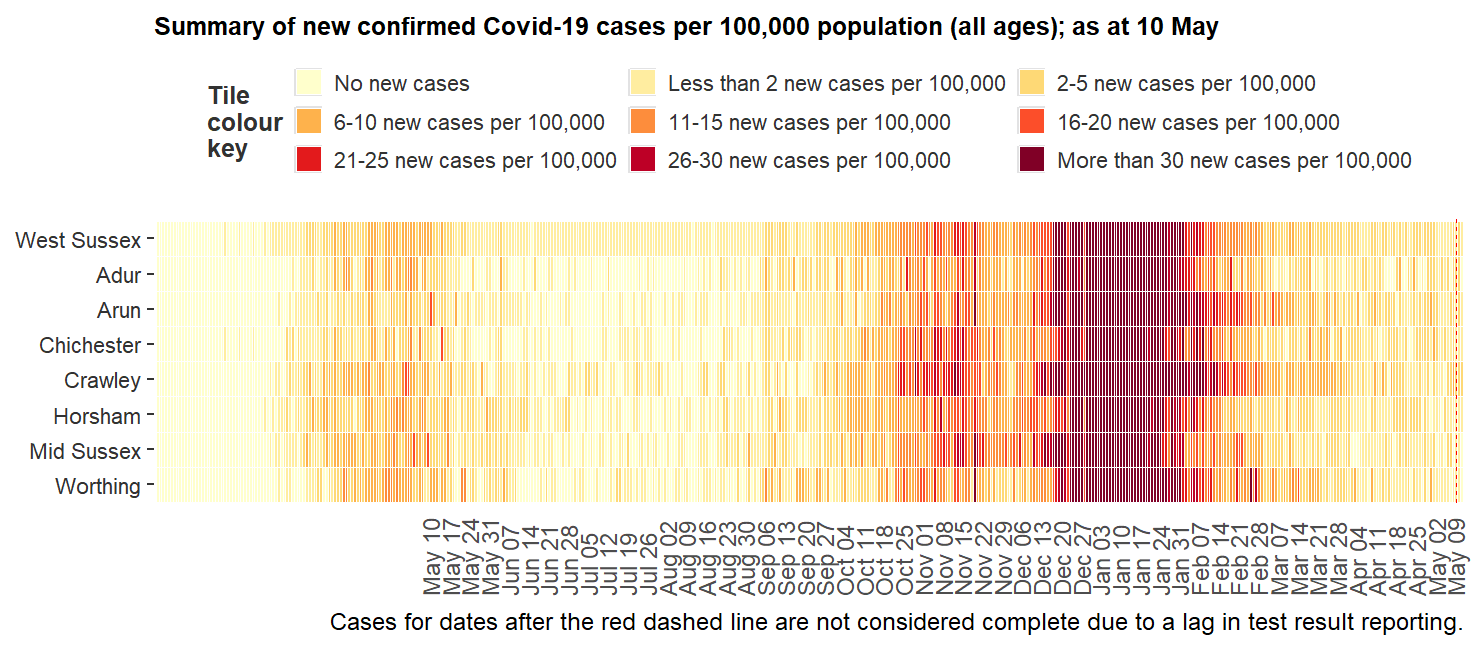 Summary of new confirmed Covid-19 cases per 100,000 population (all ages); as at 10 May
Tile
colour
key
No new cases
Less than 2 new cases per 100,000
2-5 new cases per 100,000
6-10 new cases per 100,000
11-15 new cases per 100,000
16-20 new cases per 100,000
21-25 new cases per 100,000
26-30 new cases per 100,000
More than 30 new cases per 100,000
West Sussex
Adur
Arun
Chichester
Crawley
Horsham
Mid Sussex
Worthing
May 10
May 17
May 24
May 31
Jun 07
Jun 14
Jun 21
Jun 28
Jul 05
Jul 12
Jul 19
Jul 26
Aug 02
Aug 09
Aug 16
Aug 23
Aug 30
Sep 06
Sep 13
Sep 20
Sep 27
Oct 04
Oct 11
Oct 18
Oct 25
Nov 01
Nov 08
Nov 15
Nov 22
Nov 29
Dec 06
Dec 13
Dec 20
Dec 27
Jan 03
Jan 10
Jan 17
Jan 24
Jan 31
Feb 07
Feb 14
Feb 21
Feb 28
Mar 07
Mar 14
Mar 21
Mar 28
Apr 04
Apr 11
Apr 18
Apr 25
May 02
May 09
Cases for dates after the red dashed line are not considered complete due to a lag in test result reporting.